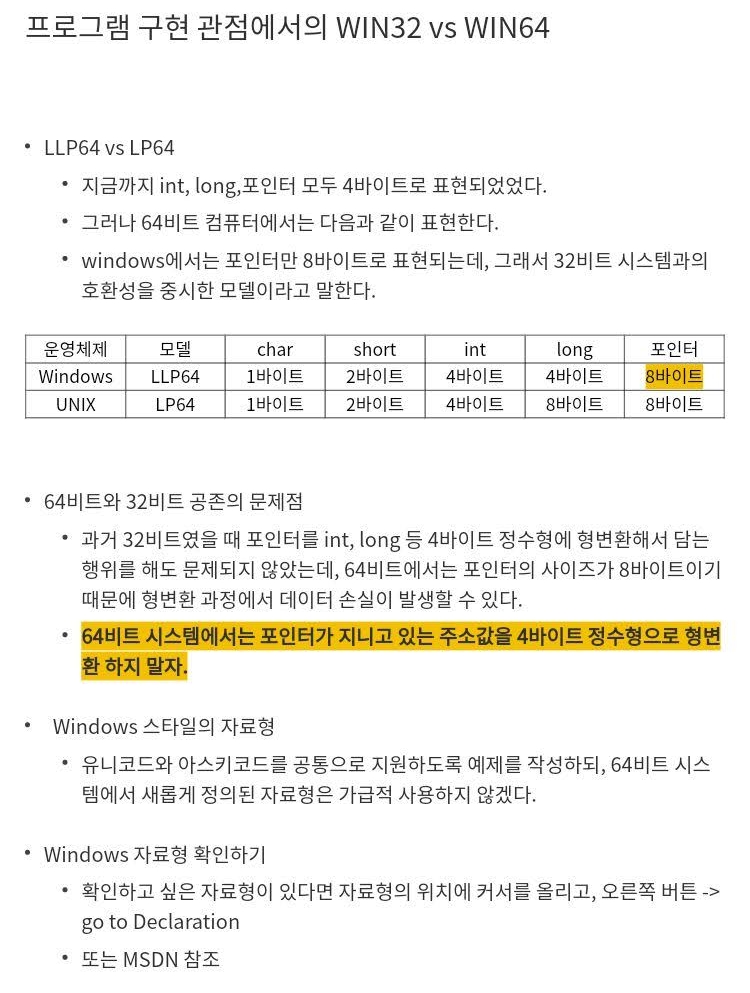 프로그램 구현 관점에서의 WIN32 vs WIN64
• LLP64 vs LP64
• 지금까지 int, long,포인터 모두 4바이트로 표현되었었다.
• 그러나 64비트 컴퓨터에서는 다음과 같이 표현한다.
• windows에서는 포인터만 8바이트로 표현되는데, 그래서 32비트 시스템과의
호환성을 중시한 모델이라고 말한다.
운영체제 모델 char short int long 포인터
Windows LLP64 1바이트 2바이트 4바이트 4바이트 8바이트
UNIX LP64 1바이트 2바이트 4바이트 8바이트 8바이트
• 64비트와 32비트 공존의 문제점
• 과거 32비트였을 때 포인터를 int, long 등 4바이트 정수형에 형변환해서 담는
행위를 해도 문제되지 않았는데, 64비트에서는 포인터의 사이즈가 8바이트이기
때문에 형변환 과정에서 데이터 손실이 발생할 수 있다.
• 64비트 시스템에서는 포인터가 지니고 있는 주소값을 4바이트 정수형으로 형변
환 하지 말자.
• Windows 스타일의 자료형
• 유니코드와 아스키코드를 공통으로 지원하도록 예제를 작성하되, 64비트 시스
템에서 새롭게 정의된 자료형은 가급적 사용하지 않겠다.
• Windows 자료형 확인하기
• 확인하고 싶은 자료형이 있다면 자료형의 위치에 커서를 올리고, 오른쪽 버튼 ->
go to Declaration
• 또는 MSDN 참조